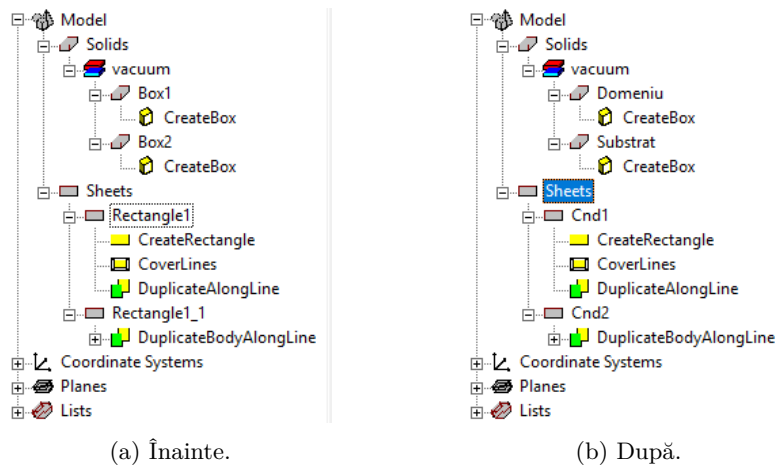 Model
Solids
vacuum
Box1
CreateBox
Box2
CreateBox
Sheets
Rectangle1
CreateRectangle
CoverLines
DuplicateAlongLine
Rectangle1_1
DuplicateBodyAlongLine
Coordinate Systems
Planes
Lists
(a) Înainte.
Model
Solids
vacuum
Domeniu
CreateBox
Substrat
CreateBox
Sheets
Cnd1
CreateRectangle
CoverLines
DuplicateAlongLine
Cnd2
DuplicateBodyAlongLine
Coordinate Systems
Planes
Lists
(b) După.